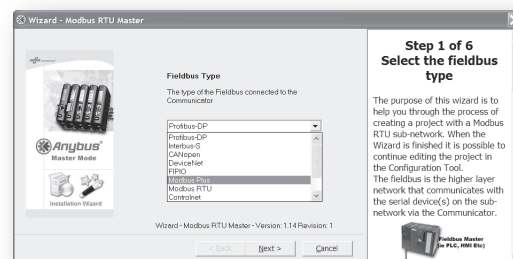 Wizard - Modbus RTU Master
Anybus®
Master Mode
Installation Wizard
Fieldbus Type
The type of the Fieldbus connected to the
Communicator
Profibus-DP
Profibus-DP
Interbus-S
CANopen
DeviceNet
FIPIO
Modbus Plus
Modbus RTU
Controlnet
Wizard - Modbus RTU Master - Version: 1.14 Revision: 1
< Back
Next >
Cancel
Step 1 of 6
Select the fieldbus
type
The purpose of this wizard is to
help you through the process of
creating a project with a Modbus
RTU sub-network. When the
Wizard is finished it is possible to
continue editing the project in
the Configuration Tool.
The fieldbus is the higher layer
network that communicates with
the serial device(s) on the sub-
network via the Communicator.
Fieldbus Master
(ie PLC, HMI Etc)